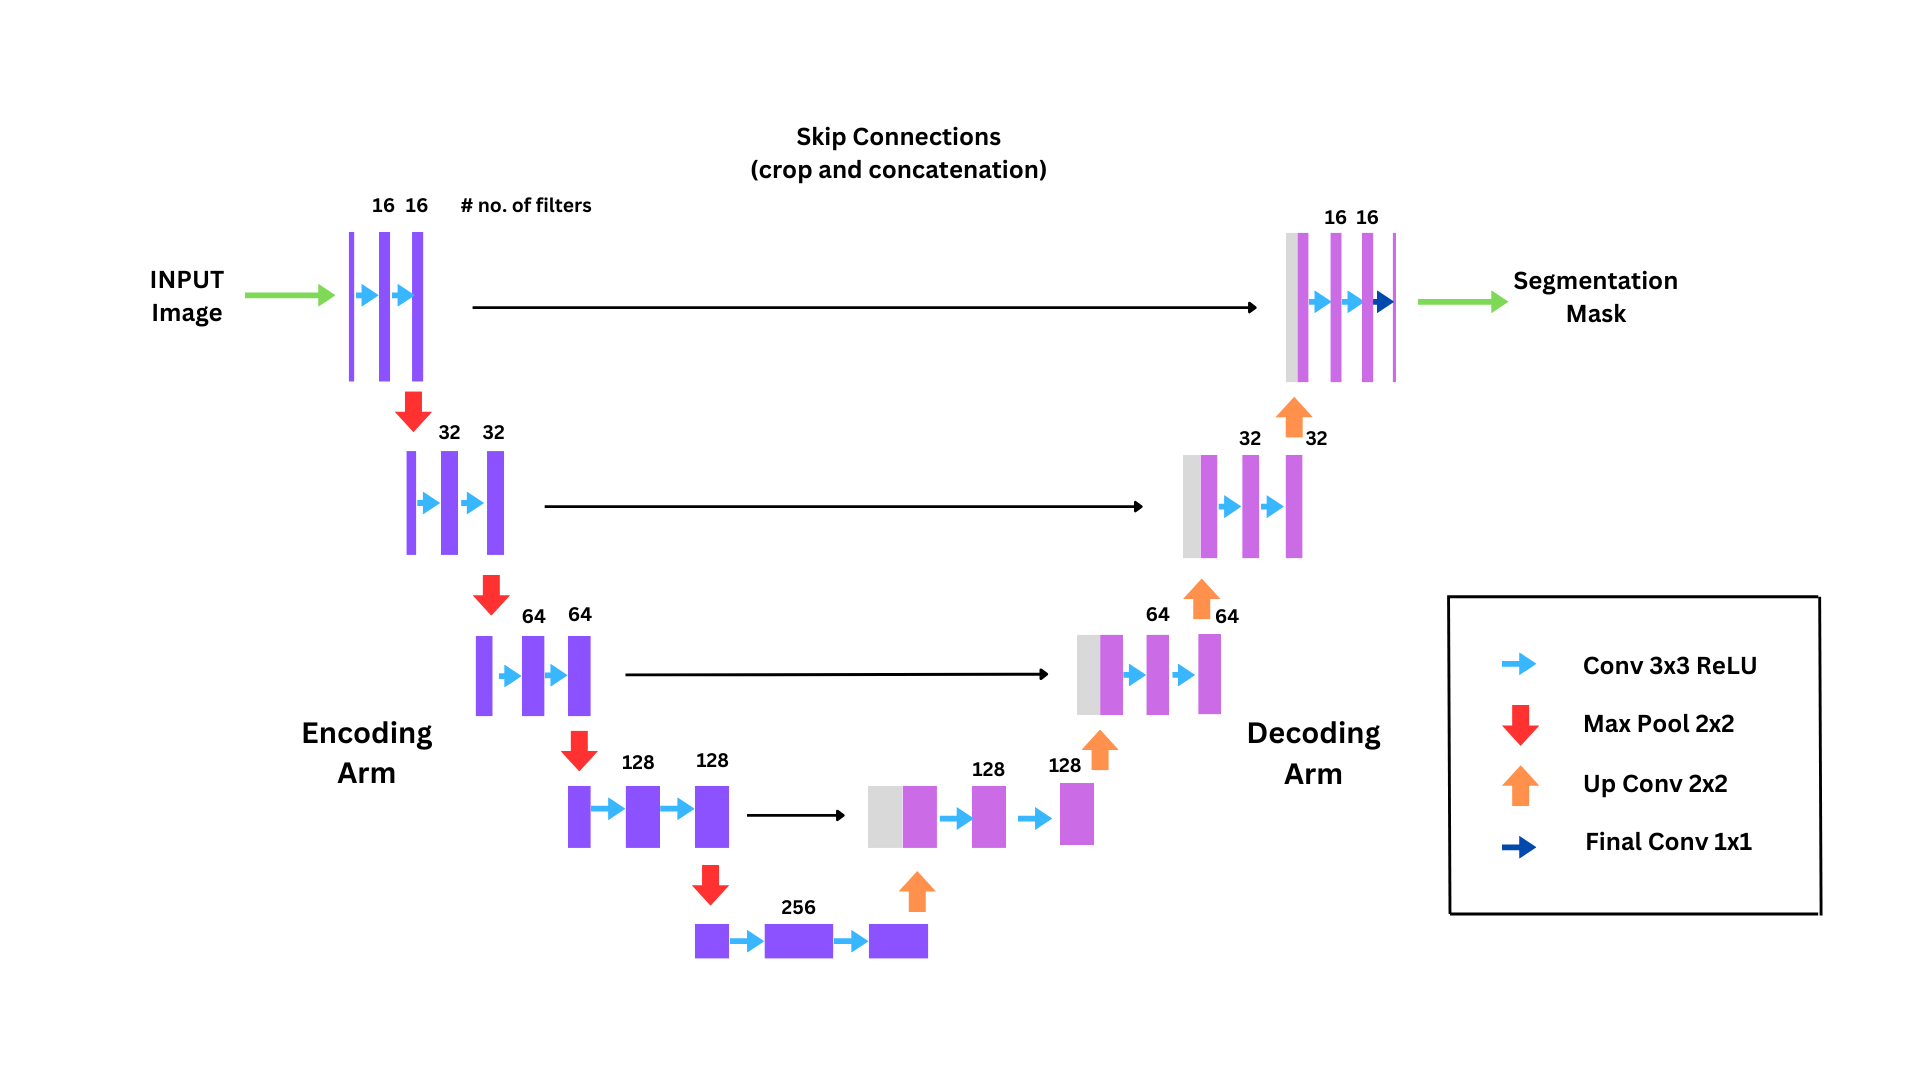 Skip Connections
(crop and concatenation)
16 16 # no. of filters
16 16
INPUT
Image
Segmentation
Mask
32 32
32 32
64 64
64 64
Encoding
Arm
Decoding
Arm
128 128
128 128
256
Conv 3x3 ReLU
Max Pool 2x2
Up Conv 2x2
Final Conv 1x1